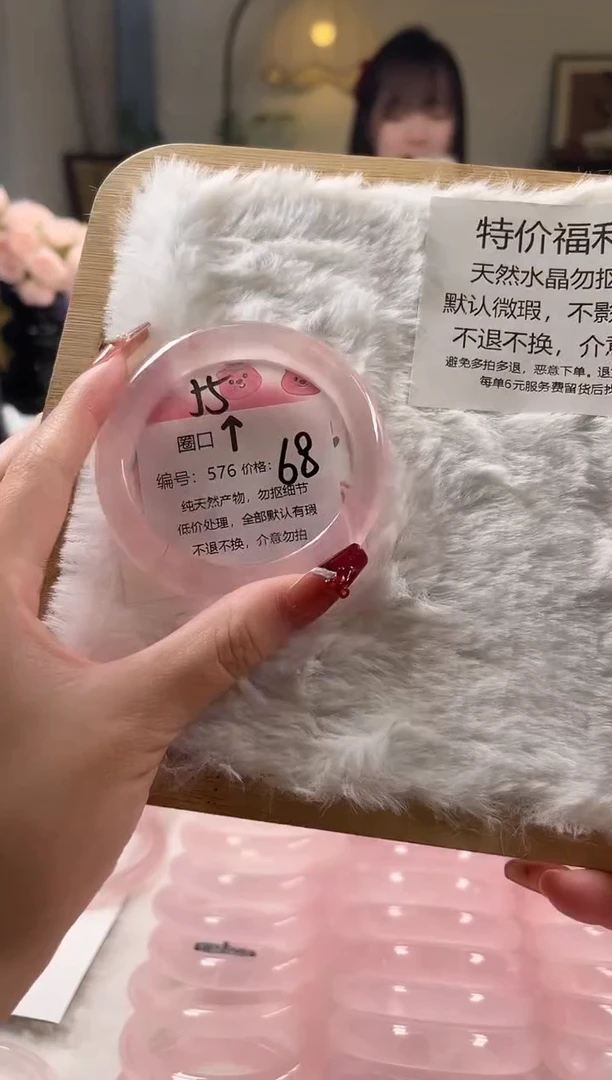 特价福利
天然水晶勿抠
默认微瑕，不影
不退不换，介意
避免多拍多退，恶意下单。退
每单6元服务费留货后
圈口
编号：576 价格：68
纯天然产物，勿抠细节
低价处理，全部默认有瑕
不退不换，介意勿拍